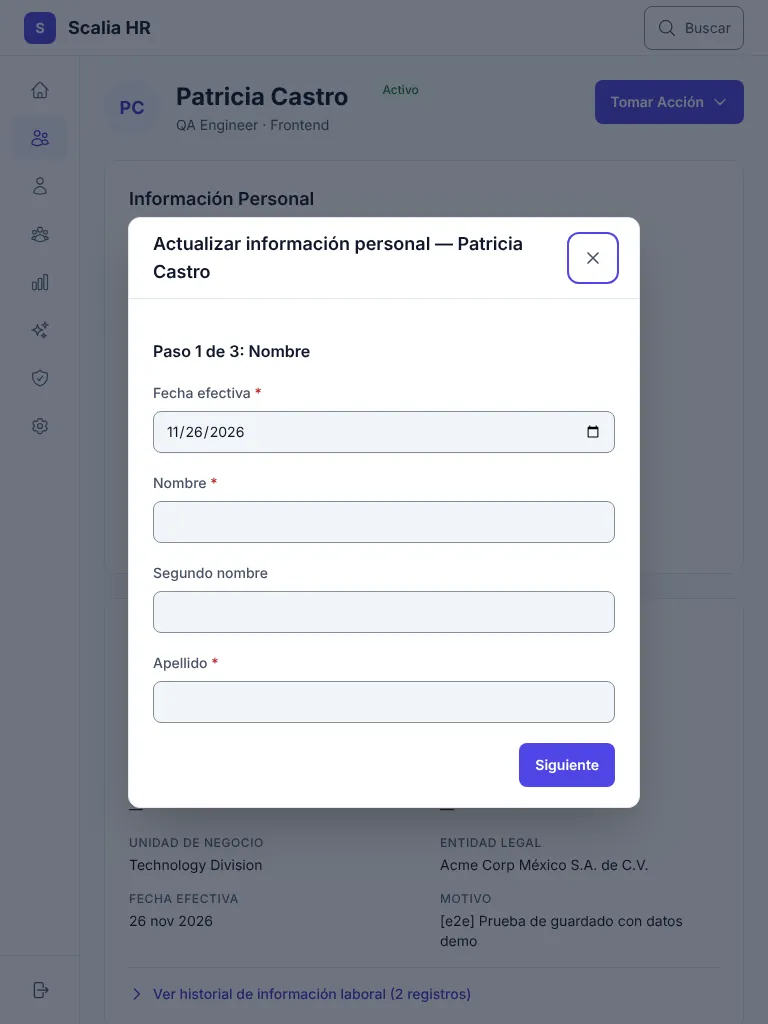 S
Scalia HR
Buscar
PC
Patricia Castro
Activo
QA Engineer · Frontend
Tomar Acción
Información Personal
Actualizar información personal — Patricia
Castro
Paso 1 de 3: Nombre
Fecha efectiva *
11/26/2026
Nombre *
Segundo nombre
Apellido *
Siguiente
UNIDAD DE NEGOCIO
ENTIDAD LEGAL
Technology Division
Acme Corp México S.A. de C.V.
FECHA EFECTIVA
MOTIVO
26 nov 2026
[e2e] Prueba de guardado con datos
demo
Ver historial de información laboral (2 registros)